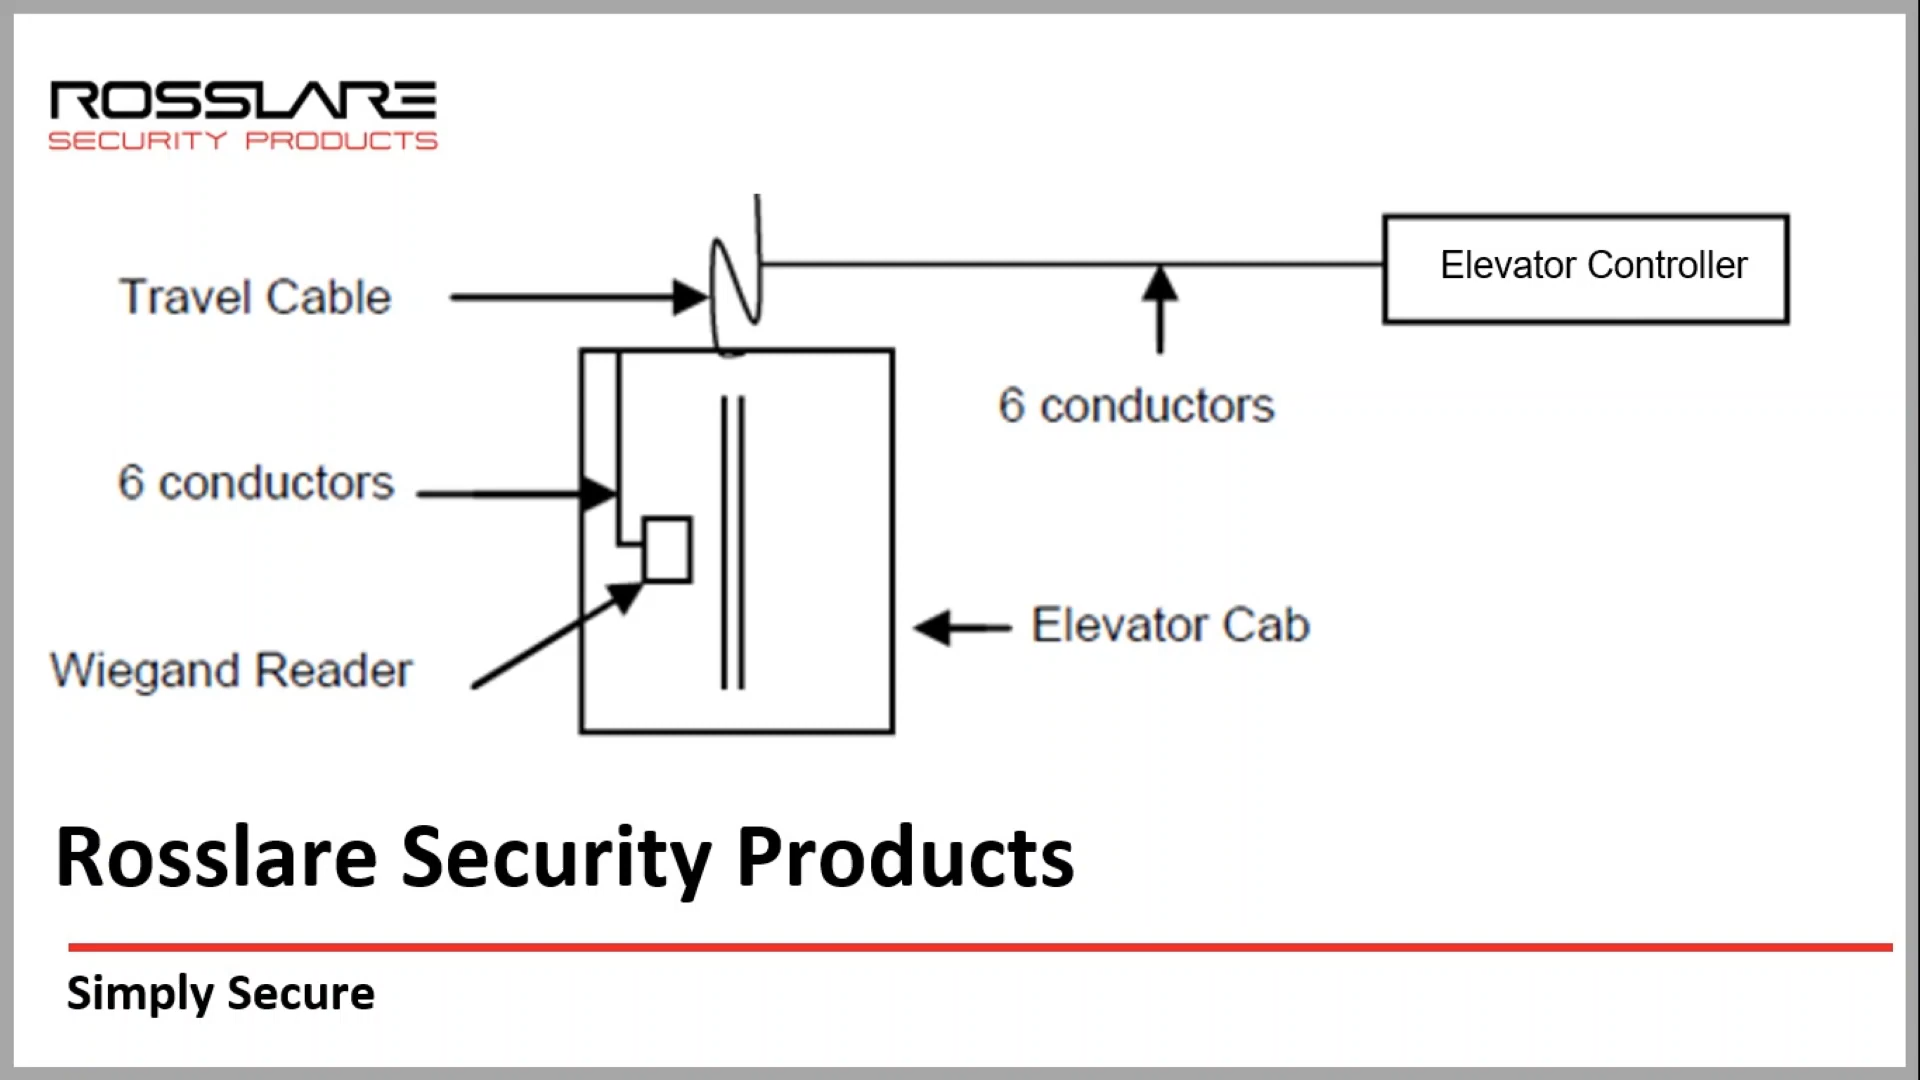 ROSSLARE
SECURITY PRODUCTS
Elevator Controller
Travel Cable
6 conductors
6 conductors
Elevator Cab
Wiegand Reader
Rosslare Security Products
Simply Secure